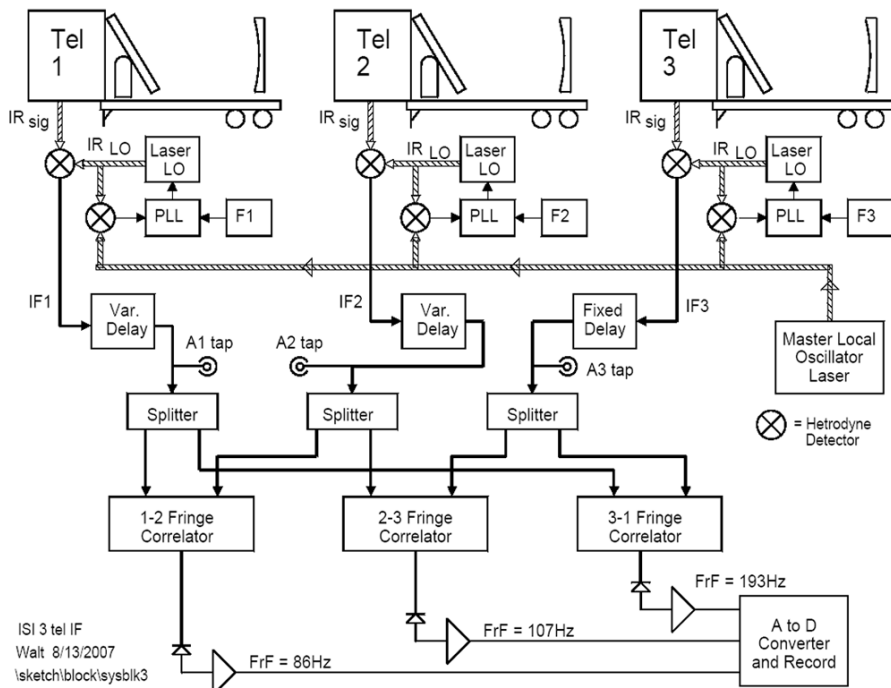 Tel 1
Tel 2
Tel 3
IR sig
IR LO
Laser LO
IR sig
IR LO
Laser LO
IR sig
IR LO
Laser LO
PLL
F1
PLL
F2
PLL
F3
IF1
Var. Delay
IF2
Var. Delay
Fixed Delay
IF3
Master Local Oscillator Laser
A1 tap
A2 tap
A3 tap
Splitter
Splitter
Splitter
= Hetrodyne Detector
1-2 Fringe Correlator
2-3 Fringe Correlator
3-1 Fringe Correlator
FrF = 193Hz
FrF = 107Hz
FrF = 86Hz
A to D Converter and Record
ISI 3 tel IF
Walt 8/13/2007
\sketch\block\sysblk3